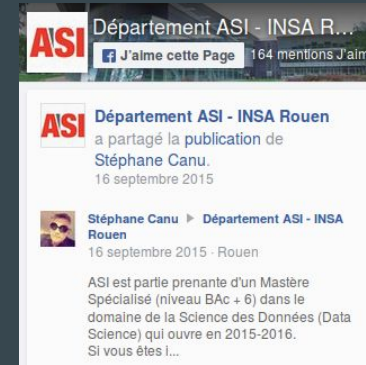 ASI
Département ASI - INSA R...
J'aime cette Page
164 mentions J'aim
ASI
Département ASI - INSA Rouen
a partagé la publication de
Stéphane Canu.
16 septembre 2015
Stéphane Canu ▶ Département ASI - INSA
Rouen
16 septembre 2015 · Rouen
ASI est partie prenante d'un Mastère
Spécialisé (niveau BAc + 6) dans le
domaine de la Science des Données (Data
Science) qui ouvre en 2015-2016.
Si vous êtes i...